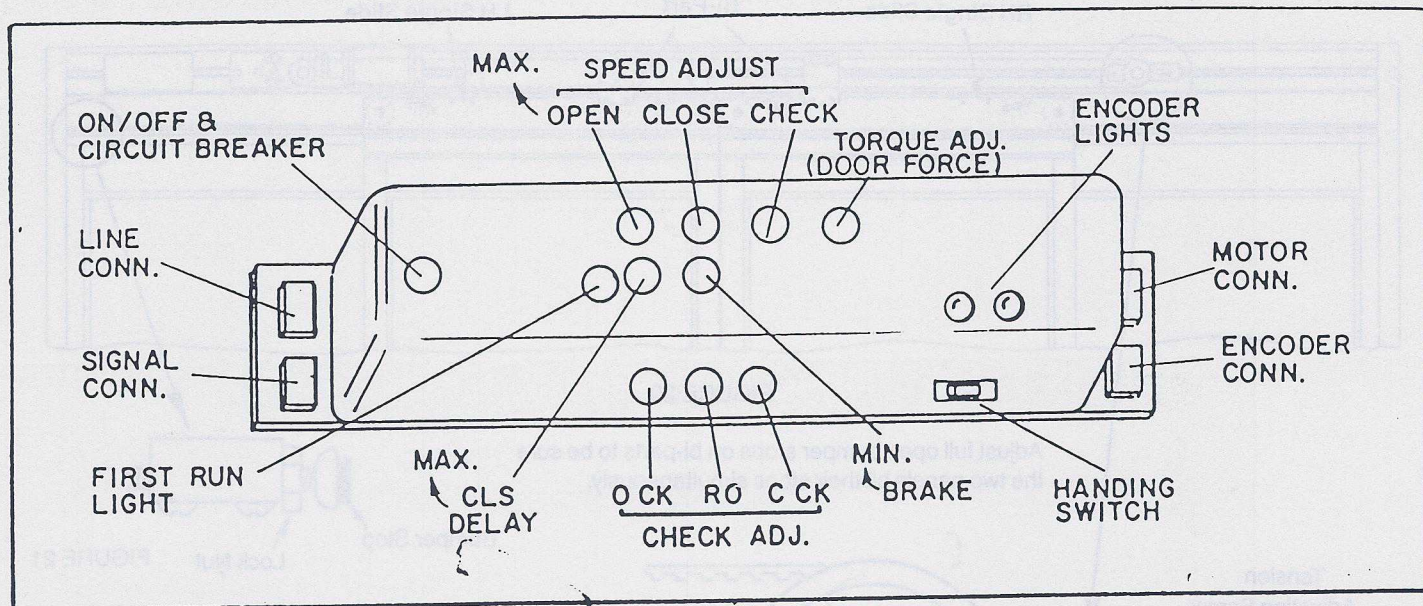 MAX.
SPEED ADJUST
OPEN CLOSE CHECK
ON/OFF &
CIRCUIT BREAKER
TORQUE ADJ.
(DOOR FORCE)
ENCODER
LIGHTS
LINE
CONN.
SIGNAL
CONN.
MOTOR
CONN.
ENCODER
CONN.
FIRST RUN
LIGHT
MAX.
CLS
DELAY
O CK RO C CK
CHECK ADJ.
MIN.
BRAKE
HANDING
SWITCH